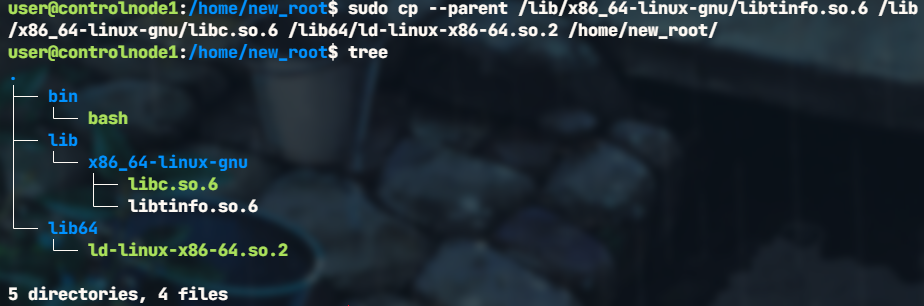 user@controlnode1:/home/new_root$ sudo cp --parent /lib/x86_64-linux-gnu/libtinfo.so.6 /lib
/x86_64-linux-gnu/libc.so.6 /lib64/ld-linux-x86-64.so.2 /home/new_root/
user@controlnode1:/home/new_root$ tree
.
├── bin
│   └── bash
├── lib
│   └── x86_64-linux-gnu
│       ├── libc.so.6
│       └── libtinfo.so.6
└── lib64
    └── ld-linux-x86-64.so.2
5 directories, 4 files